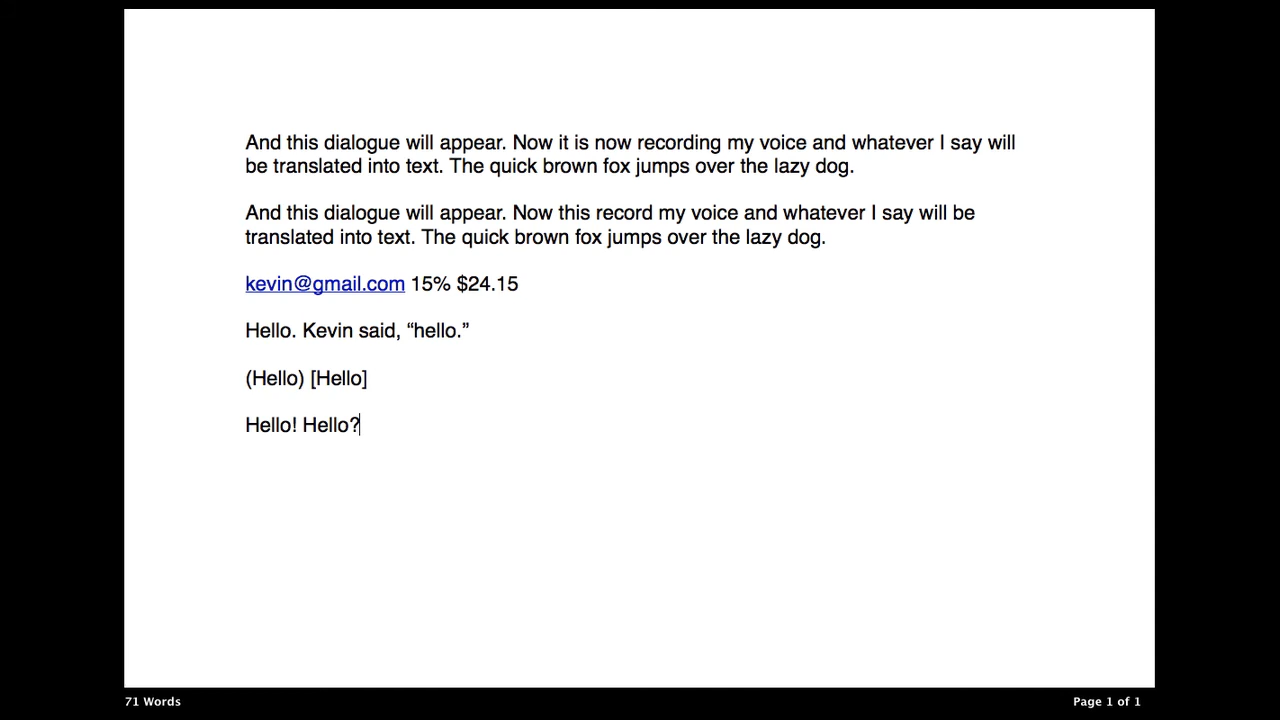 And this dialogue will appear. Now it is now recording my voice and whatever I say will
be translated into text. The quick brown fox jumps over the lazy dog.
And this dialogue will appear. Now this record my voice and whatever I say will be
translated into text. The quick brown fox jumps over the lazy dog.
kevin@gmail.com 15% $24.15
Hello. Kevin said, “hello.”
(Hello) [Hello]
Hello! Hello?
71 Words
Page 1 of 1